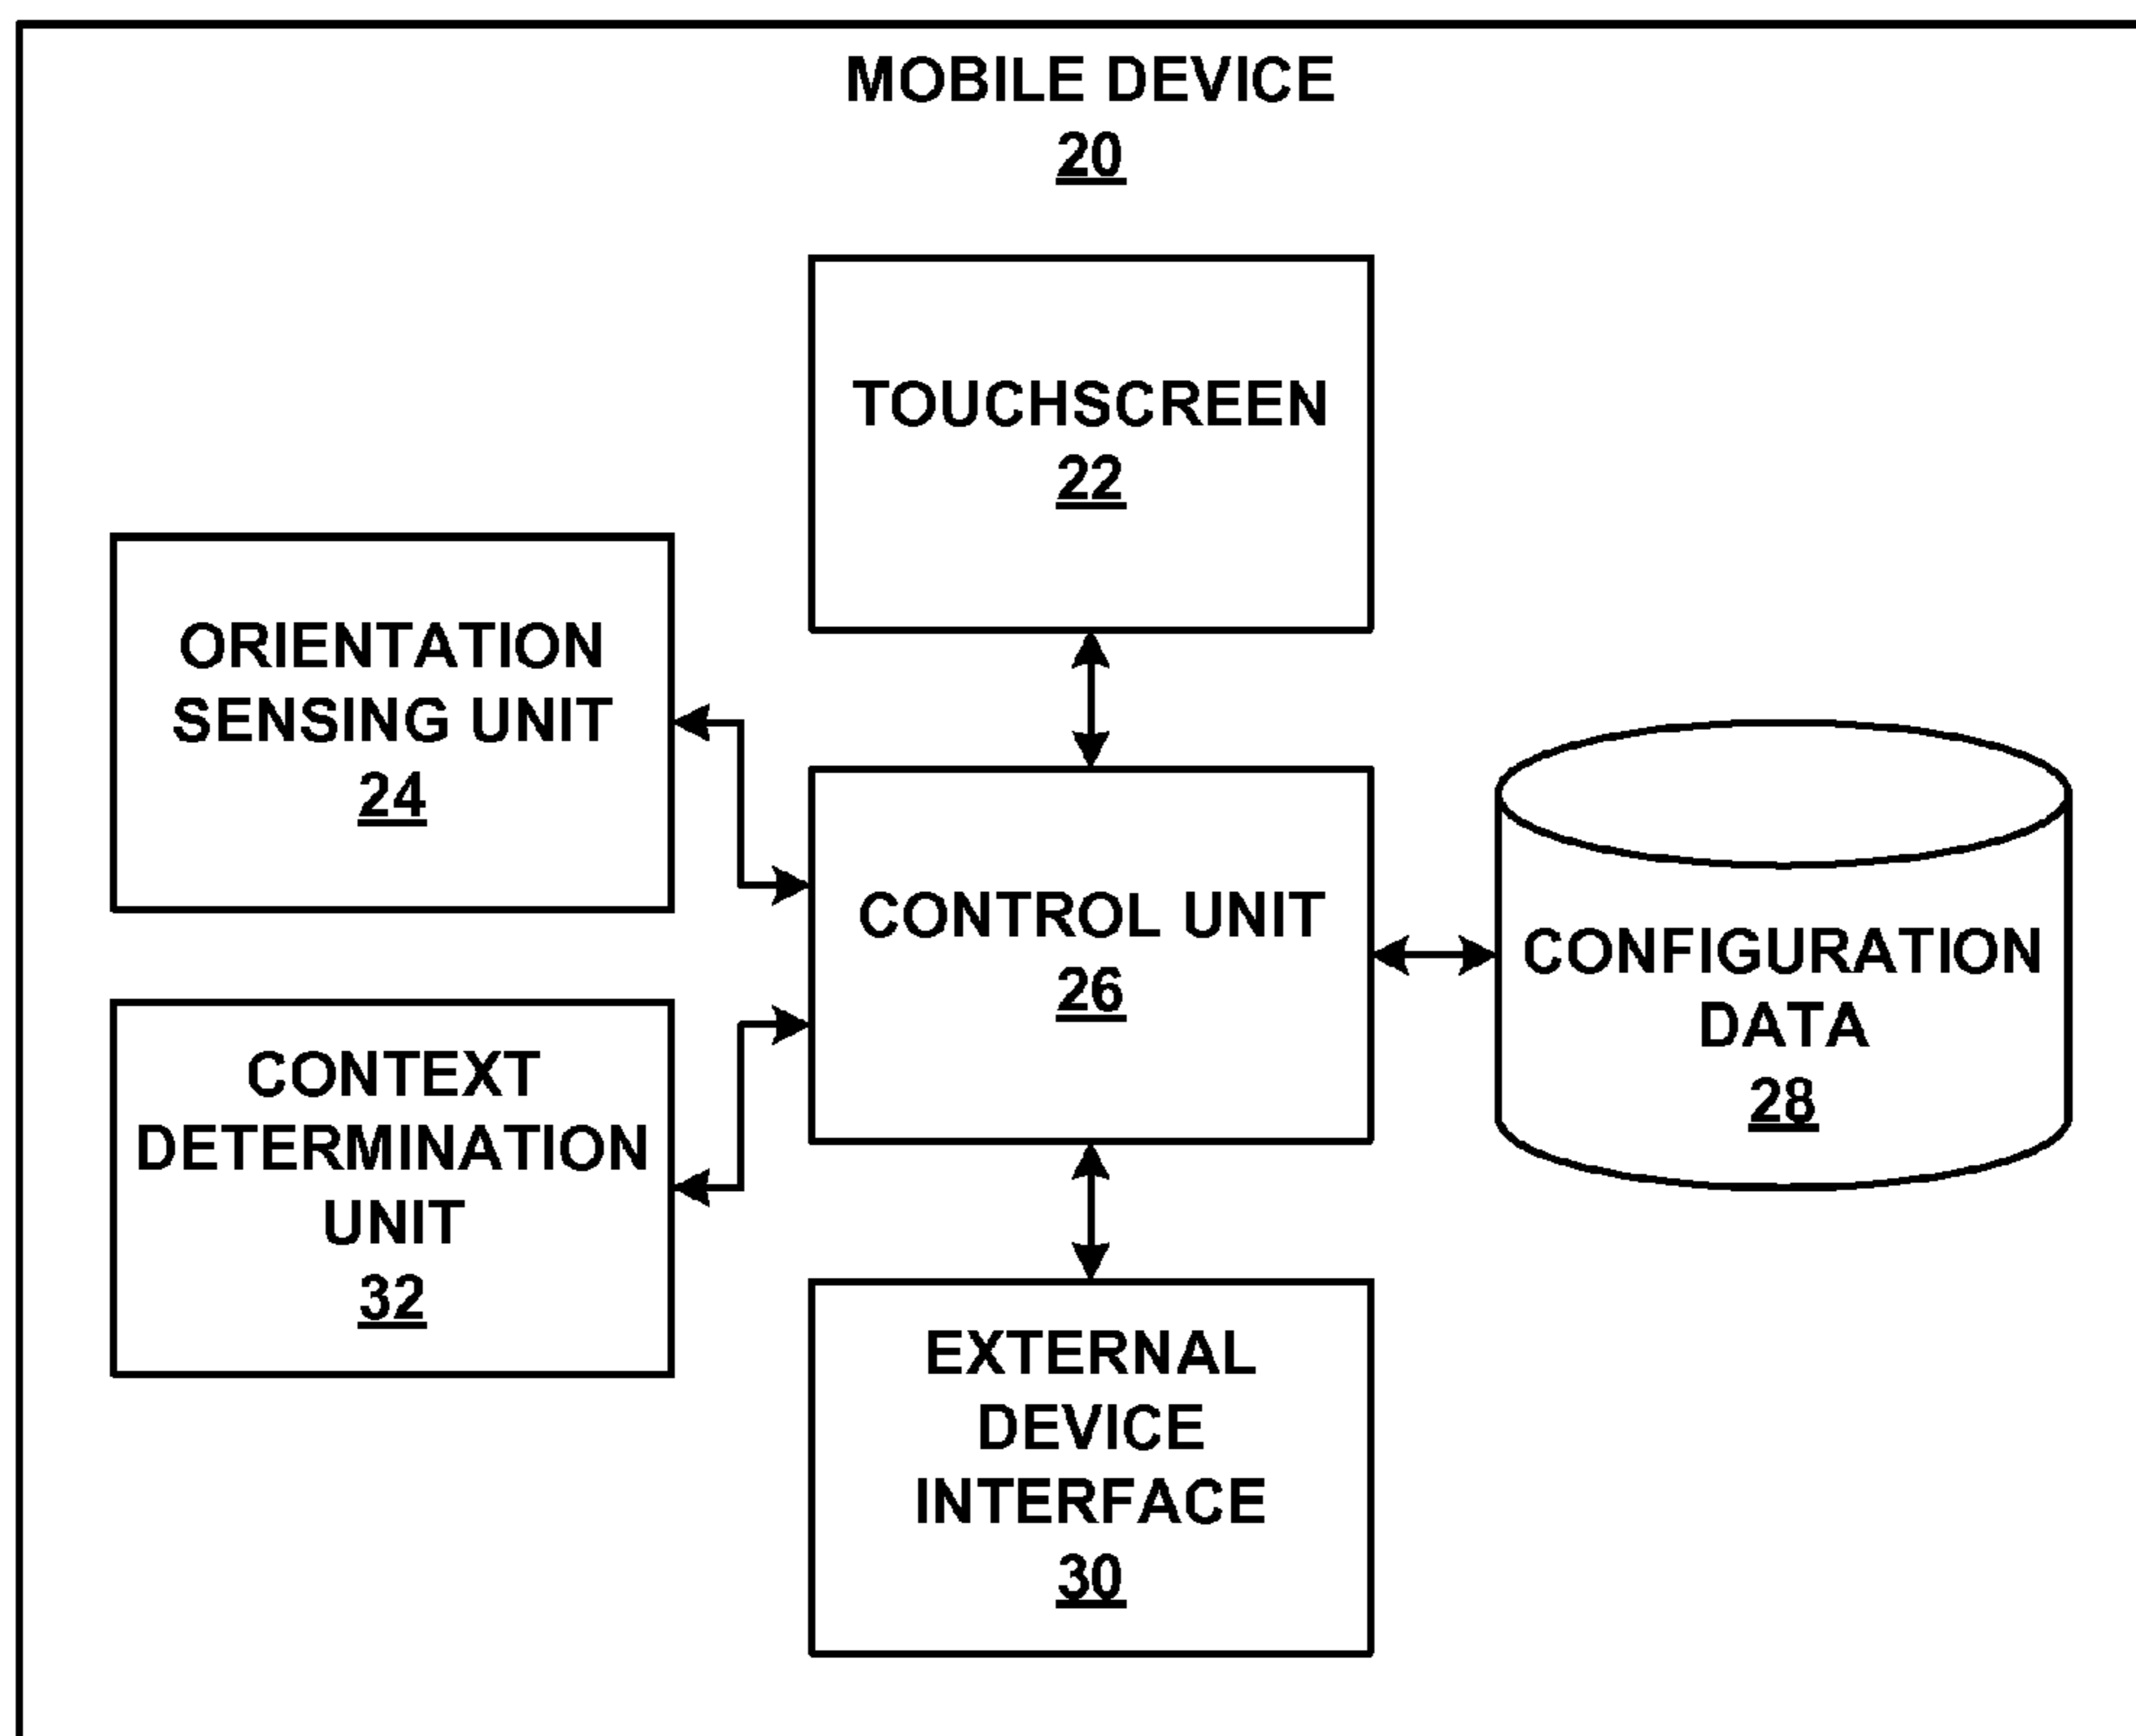 MOBILE DEVICE
20
TOUCHSCREEN
22
ORIENTATION
SENSING UNIT
24
CONTROL UNIT
26
CONFIGURATION
DATA
28
CONTEXT
DETERMINATION
UNIT
32
EXTERNAL
DEVICE
INTERFACE
30